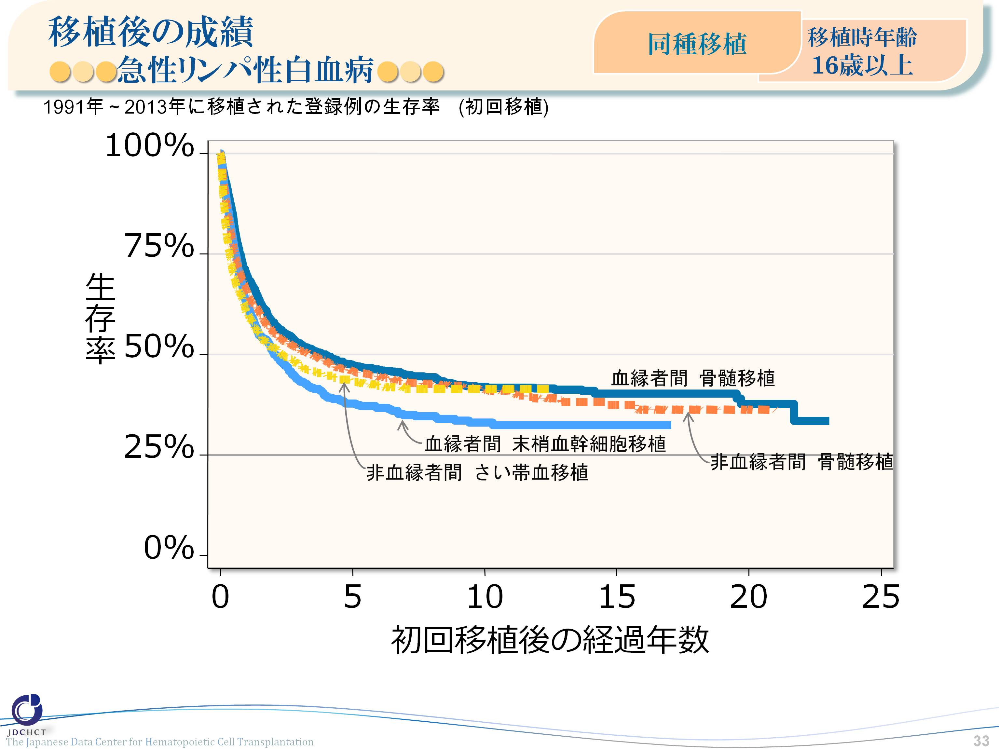 移植後の成績
急性リンパ性白血病
同種移植
移植時年齢
16歳以上
1991年～2013年に移植された登録例の生存率　(初回移植)
100%
75%
50%
25%
0%
生存率
血縁者間　骨髄移植
血縁者間　末梢血幹細胞移植
非血縁者間　骨髄移植
非血縁者間　さい帯血移植
0 5 10 15 20 25
初回移植後の経過年数
JDCHCT
The Japanese Data Center for Hematopoietic Cell Transplantation
33